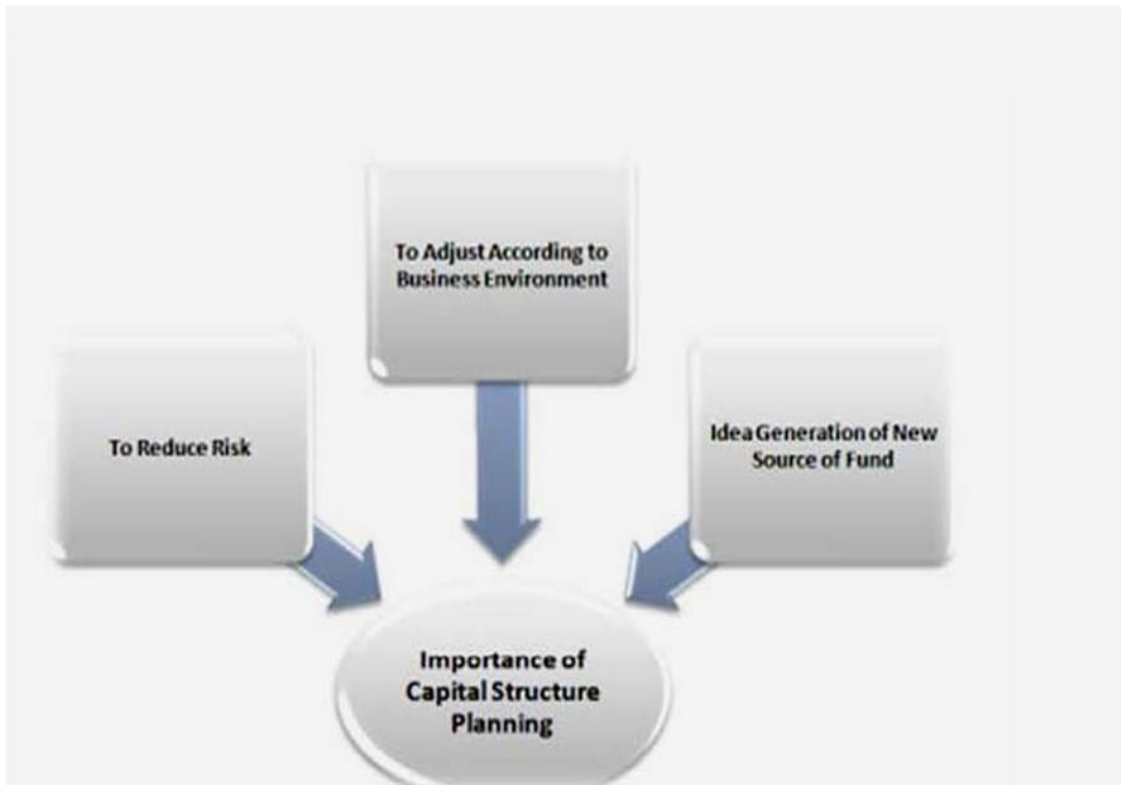 To Adjust According to
Business Environment
To Reduce Risk
Idea Generation of New
Source of Fund
Importance of
Capital Structure
Planning